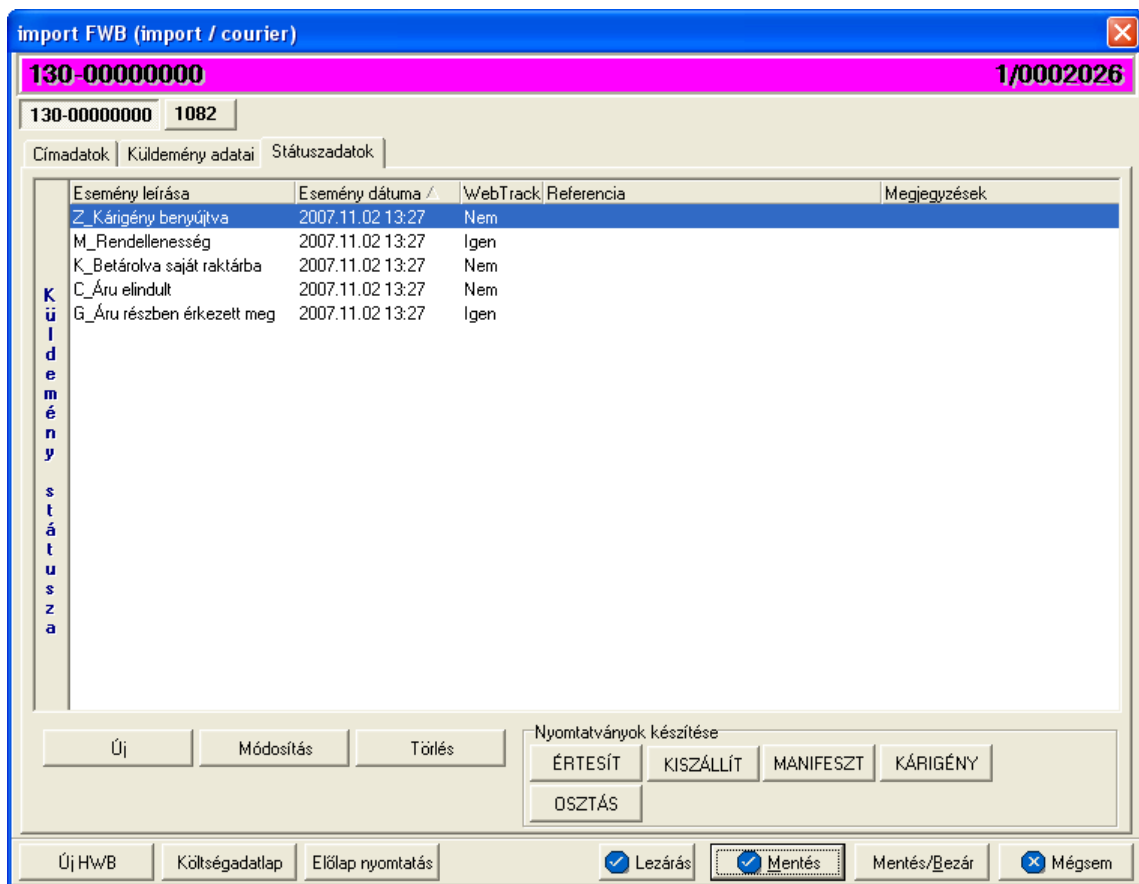 import FWB (import / courier)
130-00000000 1/0002026
130-00000000 1082
Címadatok Küldemény adatai Státuszadatok
Küldemény státusza
Esemény leírása Esemény dátuma WebTrack Referencia Megjegyzések
Z_Kárigény benyújtva 2007.11.02 13:27 Nem
M_Rendellenesség 2007.11.02 13:27 Igen
K_Betárolva saját raktárba 2007.11.02 13:27 Nem
C_Áru elindult 2007.11.02 13:27 Nem
G_Áru részben érkezett meg 2007.11.02 13:27 Igen
Új Módosítás Törlés
Nyomtatványok készítése
ÉRTESÍT KISZÁLLÍT MANIFESZT KÁRIGÉNY
OSZTÁS
Új HWB Költségadatlap Előlap nyomtatás Lezárás Mentés Mentés/Bezár Mégsem